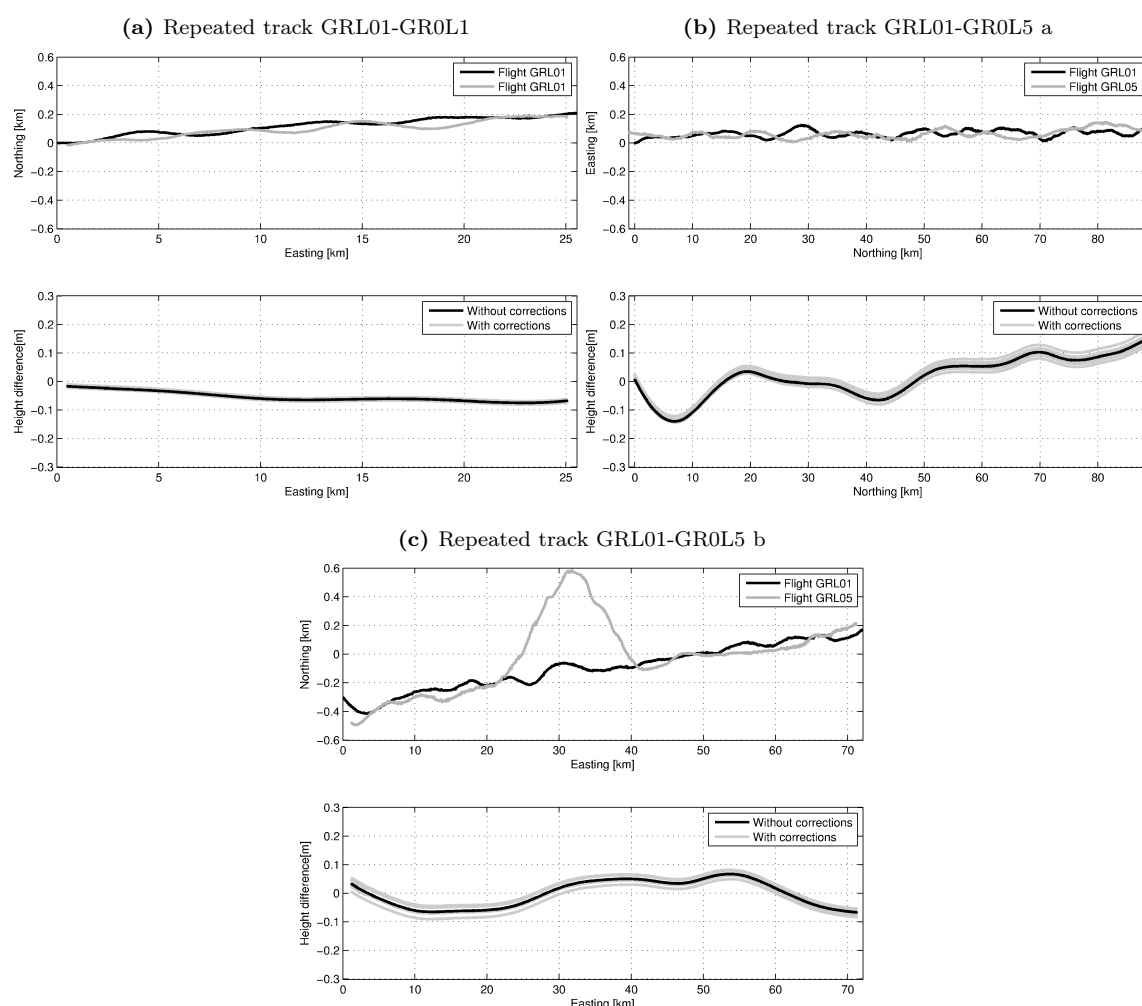 (a) Repeated track GRL01-GR0L1
0.6
0.4
0.2
0
−0.2
−0.4
−0.6
Northing [km]
Flight GRL01
Flight GRL01
0 5 10 15 20 25
Easting [km]
0.3
0.2
0.1
0
−0.1
−0.2
−0.3
Height difference[m]
Without corrections
With corrections
0 5 10 15 20 25
Easting [km]
(b) Repeated track GRL01-GR0L5 a
0.6
0.4
0.2
0
−0.2
−0.4
−0.6
Easting [km]
Flight GRL01
Flight GRL05
0 10 20 30 40 50 60 70 80
Northing [km]
0.3
0.2
0.1
0
−0.1
−0.2
−0.3
Height difference[m]
Without corrections
With corrections
0 10 20 30 40 50 60 70 80
Northing [km]
(c) Repeated track GRL01-GR0L5 b
0.6
0.4
0.2
0
−0.2
−0.4
−0.6
Northing [km]
Flight GRL01
Flight GRL05
0 10 20 30 40 50 60 70
Easting [km]
0.3
0.2
0.1
0
−0.1
−0.2
−0.3
Height difference[m]
Without corrections
With corrections
0 10 20 30 40 50 60 70
Easting [km]